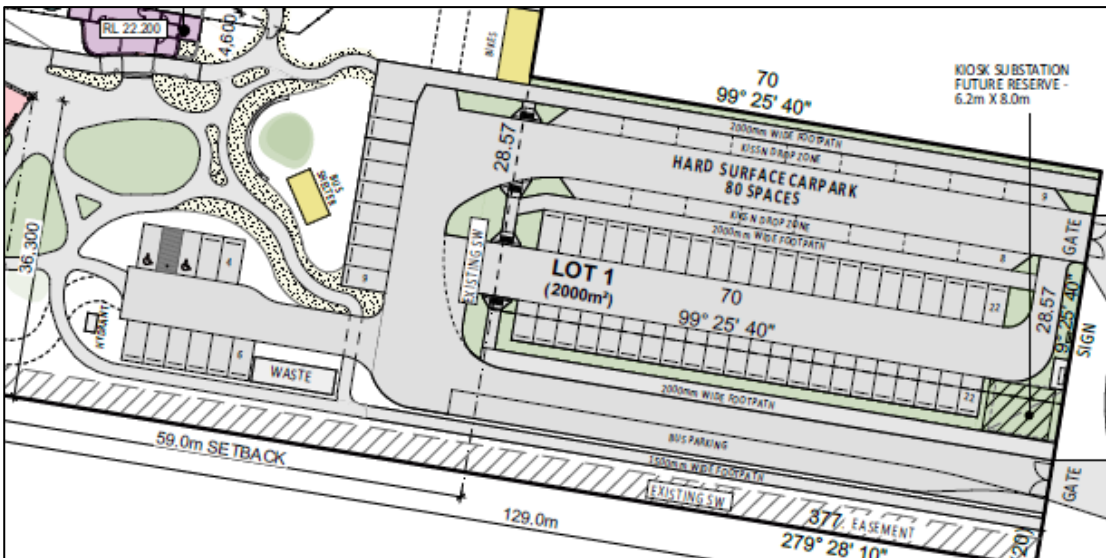 RL 22.200
4,600
BIKES
70
99° 25' 40"
KIOSK SUBSTATION
FUTURE RESERVE -
6.2m X 8.0m
2000mm WIDE FOOTPATH
KISS N DROP ZONE
28.57
HARD SURFACE CARPARK
80 SPACES
9
GATE
BUS
SHELTER
KISS N DROP ZONE
2000mm WIDE FOOTPATH
8
36,300
4
9
EXISTING SW
LOT 1
(2000m²)
70
99° 25' 40"
22
28.57
9° 25' 40"
SIGN
HYDRANT
6
WASTE
2000mm WIDE FOOTPATH
22
BUS PARKING
1500mm WIDE FOOTPATH
GATE
59.0m SETBACK
EXISTING SW
129.0m
377.
EASEMENT
279° 28' 10"